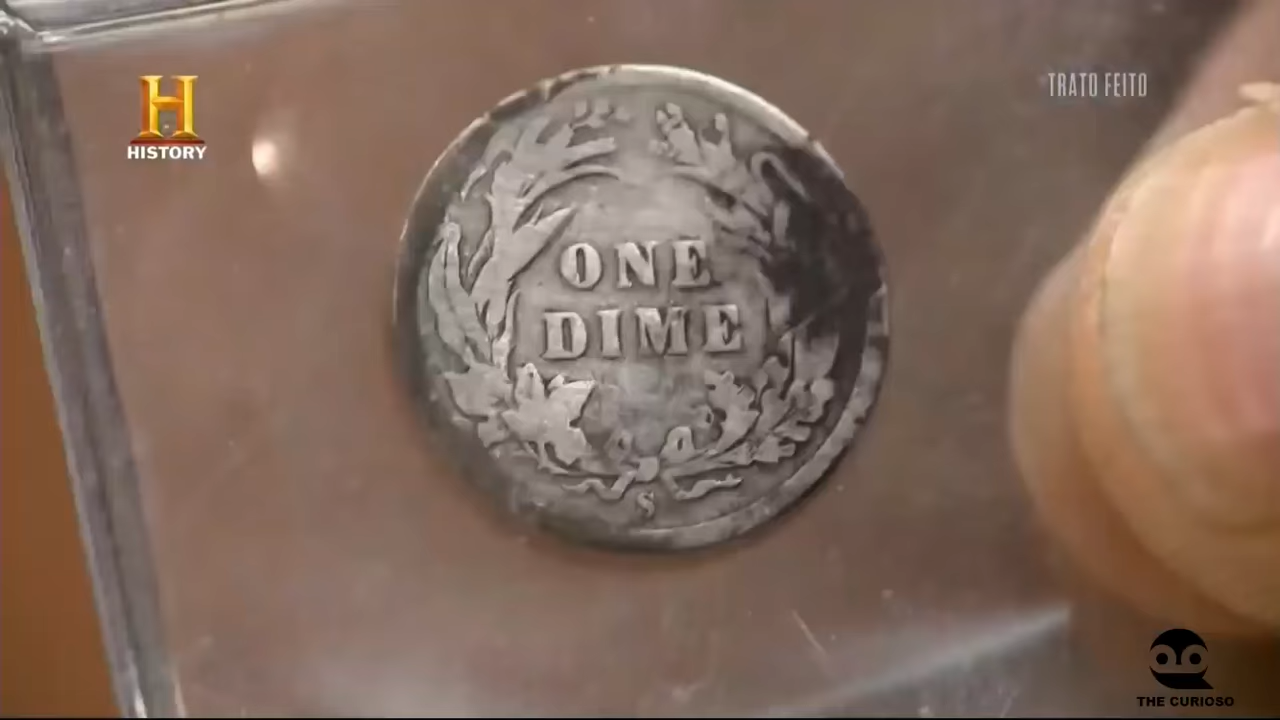 H
HISTORY
TRATO FEITO
ONE
DIME
S
THE CURIOSO